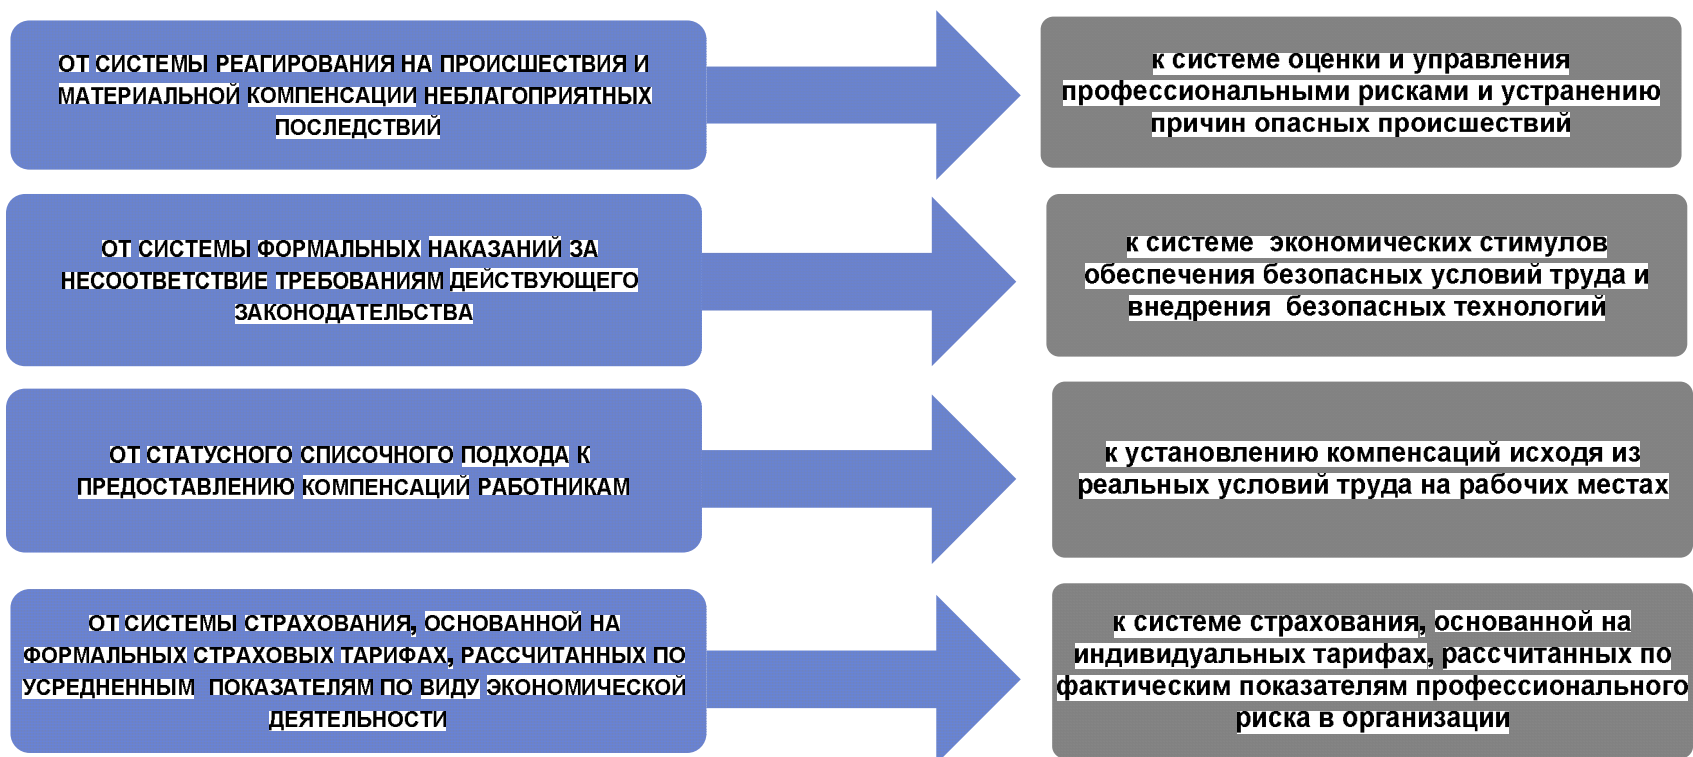 ОТ СИСТЕМЫ РЕАГИРОВАНИЯ НА ПРОИСШЕСТВИЯ И
МАТЕРИАЛЬНОЙ КОМПЕНСАЦИИ НЕБЛАГОПРИЯТНЫХ
ПОСЛЕДСТВИЙ
к системе оценки и управления
профессиональными рисками и устранению
причин опасных происшествий
ОТ СИСТЕМЫ ФОРМАЛЬНЫХ НАКАЗАНИЙ ЗА
НЕСООТВЕТСТВИЕ ТРЕБОВАНИЯМ ДЕЙСТВУЮЩЕГО
ЗАКОНОДАТЕЛЬСТВА
к системе экономических стимулов
обеспечения безопасных условий труда и
внедрения безопасных технологий
ОТ СТАТУСНОГО СПИСОЧНОГО ПОДХОДА К
ПРЕДОСТАВЛЕНИЮ КОМПЕНСАЦИЙ РАБОТНИКАМ
к установлению компенсаций исходя из
реальных условий труда на рабочих местах
ОТ СИСТЕМЫ СТРАХОВАНИЯ, ОСНОВАННОЙ НА
ФОРМАЛЬНЫХ СТРАХОВЫХ ТАРИФАХ, РАССЧИТАННЫХ ПО
УСРЕДНЕННЫМ ПОКАЗАТЕЛЯМ ПО ВИДУ ЭКОНОМИЧЕСКОЙ
ДЕЯТЕЛЬНОСТИ
к системе страхования, основанной на
индивидуальных тарифах, рассчитанных по
фактическим показателям профессионального
риска в организации